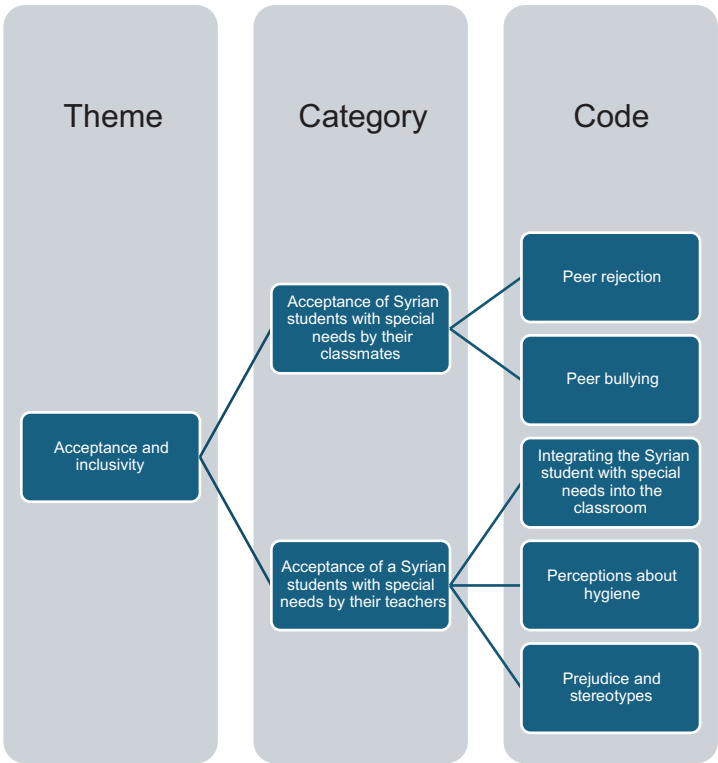 Theme
Category
Code
Acceptance and
inclusivity
Acceptance of Syrian
students with special
needs by their
classmates
Acceptance of a Syrian
students with special
needs by their teachers
Peer rejection
Peer bullying
Integrating the Syrian
student with special
needs into the
classroom
Perceptions about
hygiene
Prejudice and
stereotypes